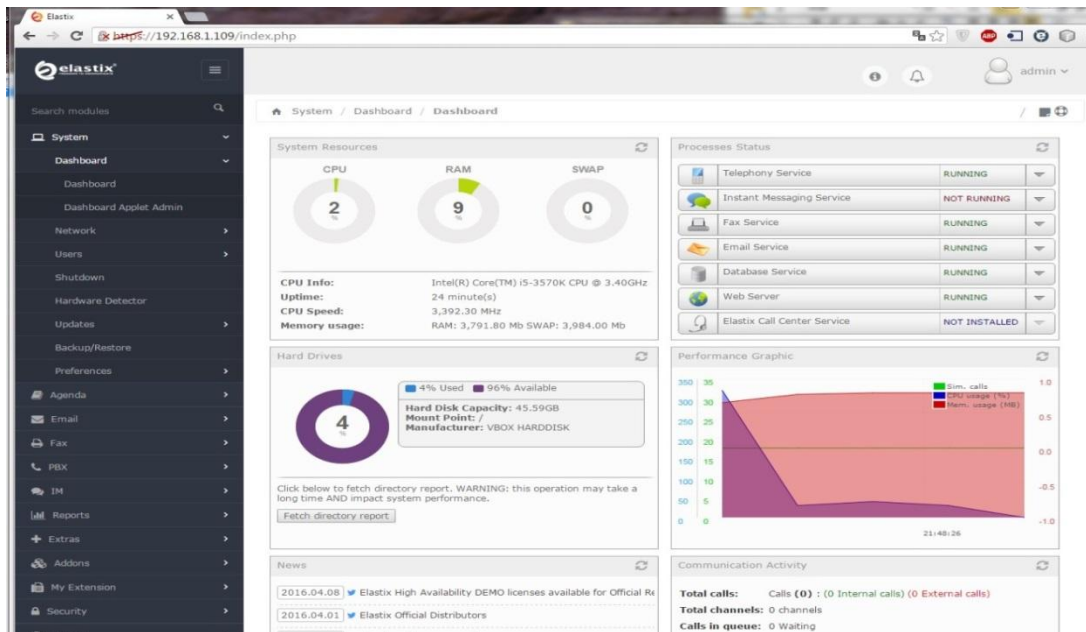 Elastix
https://192.168.1.109/index.php
elastix
admin
Search modules
System / Dashboard / Dashboard
/
System
Dashboard
Dashboard
Dashboard Applet Admin
Network
Users
Shutdown
Hardware Detector
Updates
Backup/Restore
Preferences
Agenda
Email
Fax
PBX
IM
Reports
Extras
Addons
My Extension
Security
System Resources
CPU RAM SWAP
2 % 9 % 0 %
CPU Info: Intel(R) Core(TM) i5-3570K CPU @ 3.40GHz
Uptime: 24 minute(s)
CPU Speed: 3,392.30 MHz
Memory usage: RAM: 3,791.80 Mb SWAP: 3,984.00 Mb
Processes Status
Telephony Service RUNNING
Instant Messaging Service NOT RUNNING
Fax Service RUNNING
Email Service RUNNING
Database Service RUNNING
Web Server RUNNING
Elastix Call Center Service NOT INSTALLED
Hard Drives
4% Used 96% Available
4 %
Hard Disk Capacity: 45.59GB
Mount Point: /
Manufacturer: VBOX HARDDISK
Click below to fetch directory report. WARNING: this operation may take a
long time AND impact system performance.
Fetch directory report
Performance Graphic
350 35 1.0
300 30
250 25 0.5
200 20 0.0
150 15
100 10 -0.5
50 5
0 0 -1.0
Sim. calls
CPU usage (%)
Mem. usage (MB)
21:48:26
News
2016.04.08 Elastix High Availability DEMO licenses available for Official Re
2016.04.01 Elastix Official Distributors
Communication Activity
Total calls: Calls (0) : (0 Internal calls) (0 External calls)
Total channels: 0 channels
Calls in queue: 0 Waiting